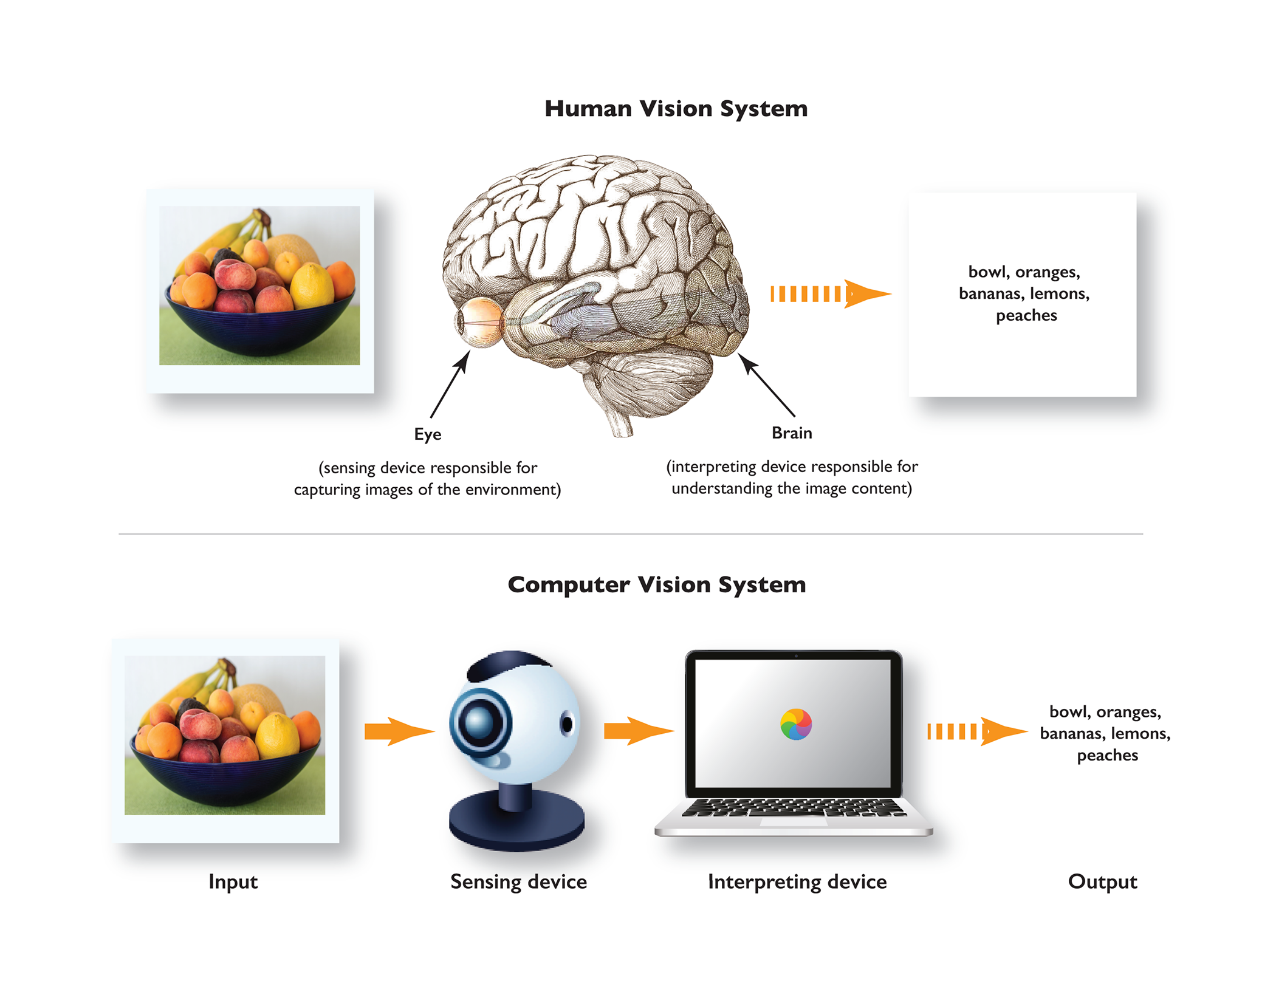 Human Vision System
bowl, oranges,
bananas, lemons,
peaches
Eye
(sensing device responsible for
capturing images of the environment)
Brain
(interpreting device responsible for
understanding the image content)
Computer Vision System
bowl, oranges,
bananas, lemons,
peaches
Input
Sensing device
Interpreting device
Output